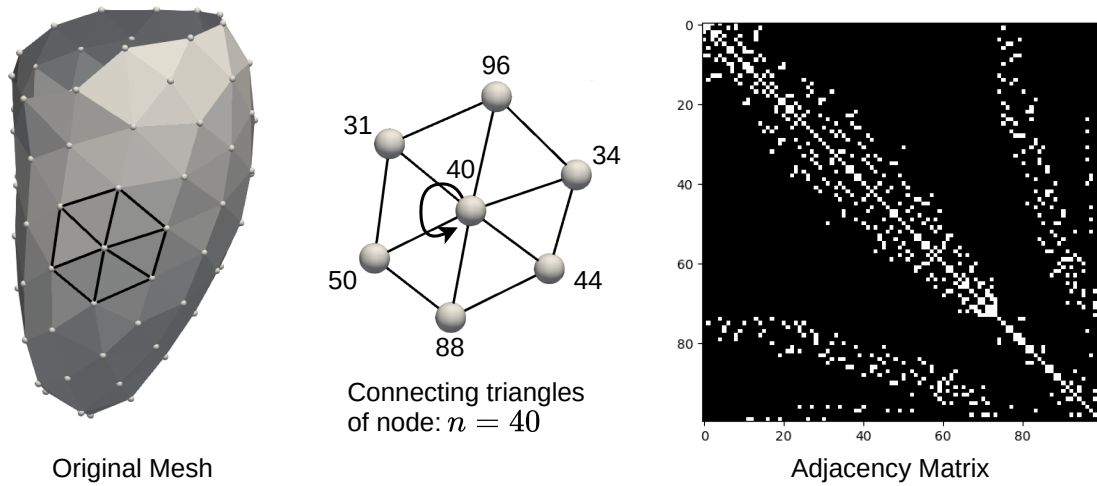 96
31
34
40
50
44
88
Connecting triangles
of node: n = 40
Original Mesh
0
20
40
60
80
0 20 40 60 80
Adjacency Matrix